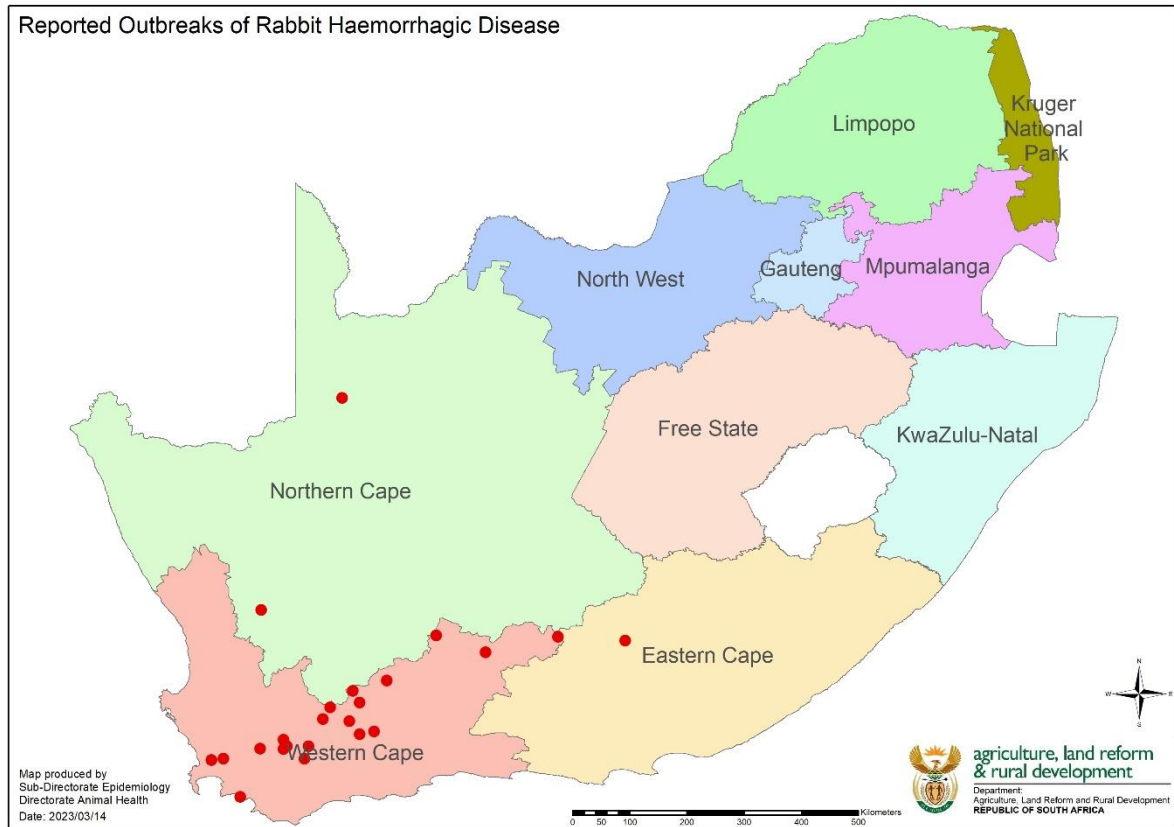 Reported Outbreaks of Rabbit Haemorrhagic Disease
Limpopo
Kruger
National
Park
North West
Gauteng
Mpumalanga
Free State
KwaZulu-Natal
Northern Cape
Eastern Cape
Western Cape
N
W
E
S
Map produced by
Sub-Directorate Epidemiology
Directorate Animal Health
Date: 2023/03/14
Kilometers
0 50 100 200 300 400 500
agriculture, land reform
& rural development
Department:
Agriculture, Land Reform and Rural Development
REPUBLIC OF SOUTH AFRICA